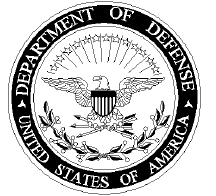 DEPARTMENT OF DEFENSE
UNITED STATES OF AMERICA